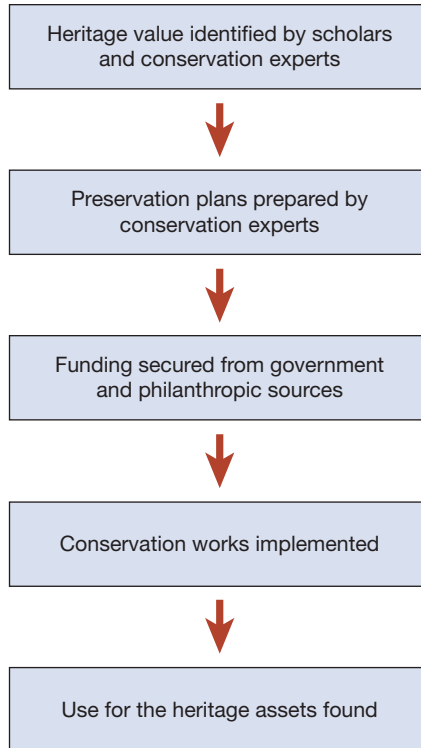 Heritage value identified by scholars
and conservation experts
Preservation plans prepared by
conservation experts
Funding secured from government
and philanthropic sources
Conservation works implemented
Use for the heritage assets found